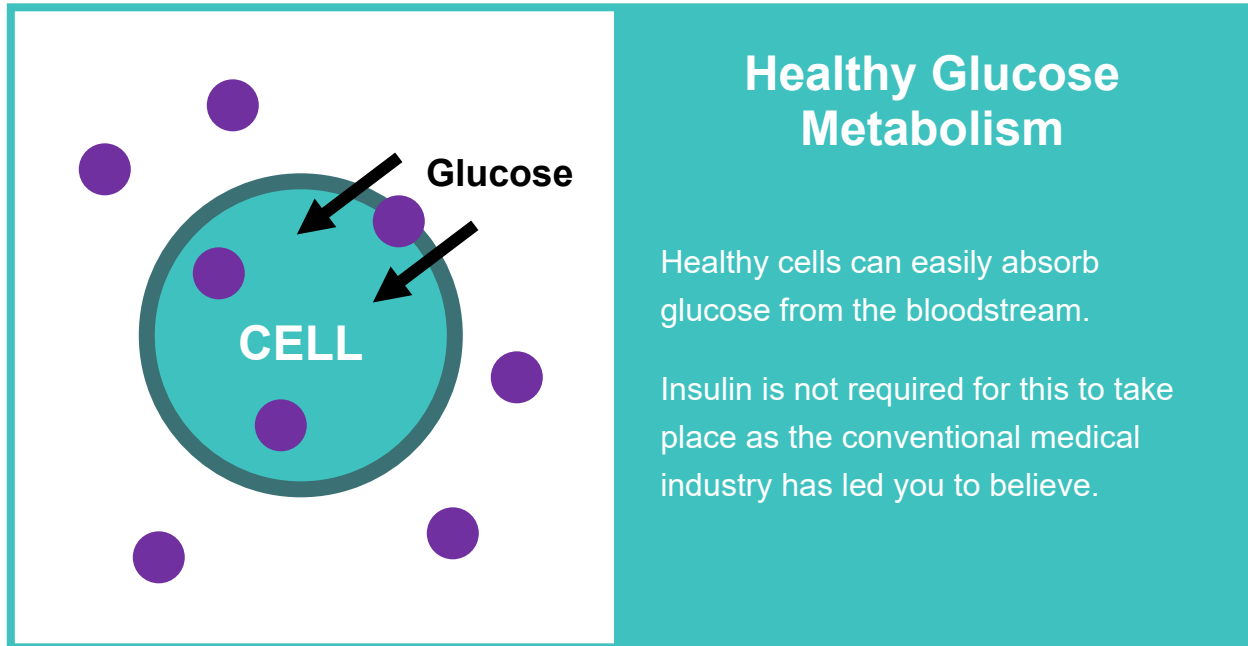 Glucose
CELL
Healthy Glucose
Metabolism
Healthy cells can easily absorb
glucose from the bloodstream.
Insulin is not required for this to take
place as the conventional medical
industry has led you to believe.